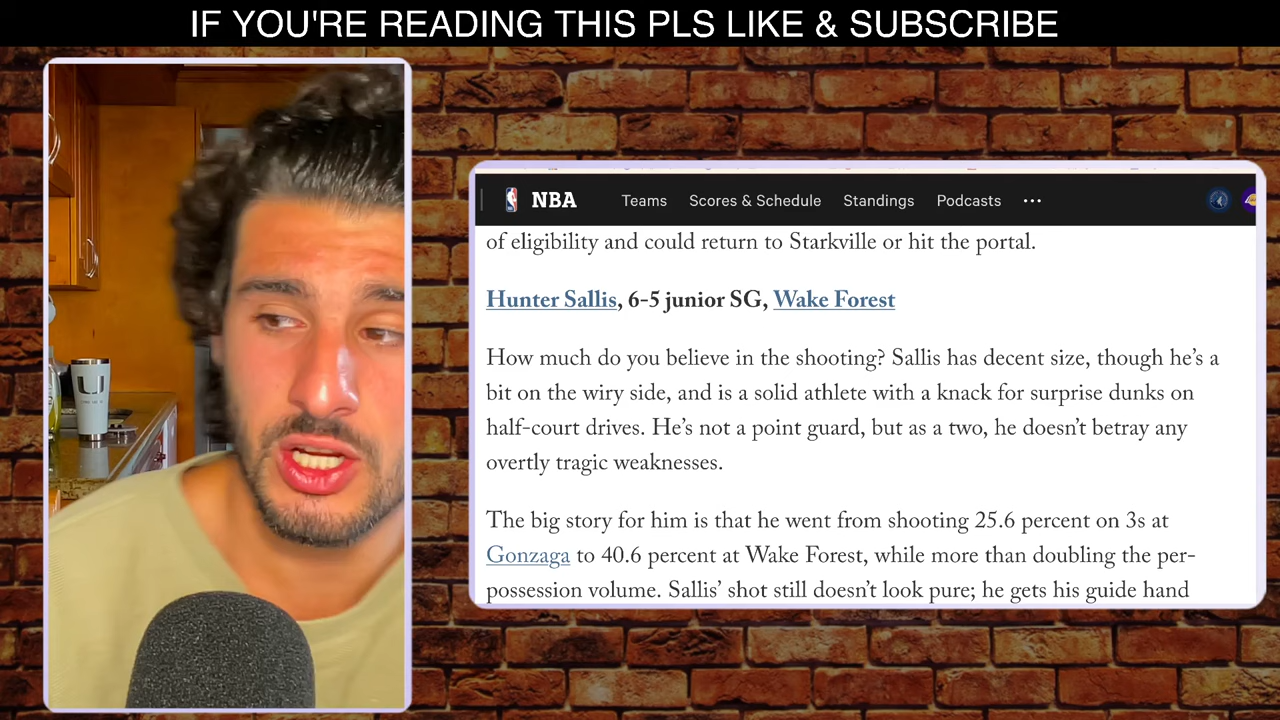 IF YOU'RE READING THIS PLS LIKE & SUBSCRIBE
NBA Teams Scores & Schedule Standings Podcasts ...
of eligibility and could return to Starkville or hit the portal.
Hunter Sallis, 6-5 junior SG, Wake Forest
How much do you believe in the shooting? Sallis has decent size, though he's a
bit on the wiry side, and is a solid athlete with a knack for surprise dunks on
half-court drives. He's not a point guard, but as a two, he doesn't betray any
overtly tragic weaknesses.
The big story for him is that he went from shooting 25.6 percent on 3s at
Gonzaga to 40.6 percent at Wake Forest, while more than doubling the per-
possession volume. Sallis' shot still doesn't look pure; he gets his guide hand